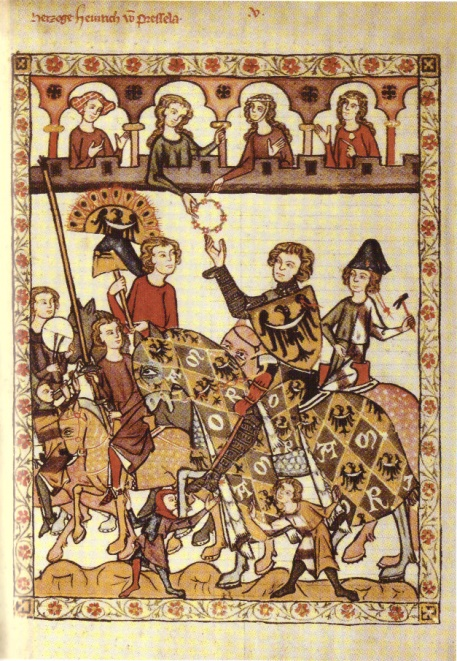 herzoge Heinrich vō Pressela· ·v·
A M
O R
A O
A M
R